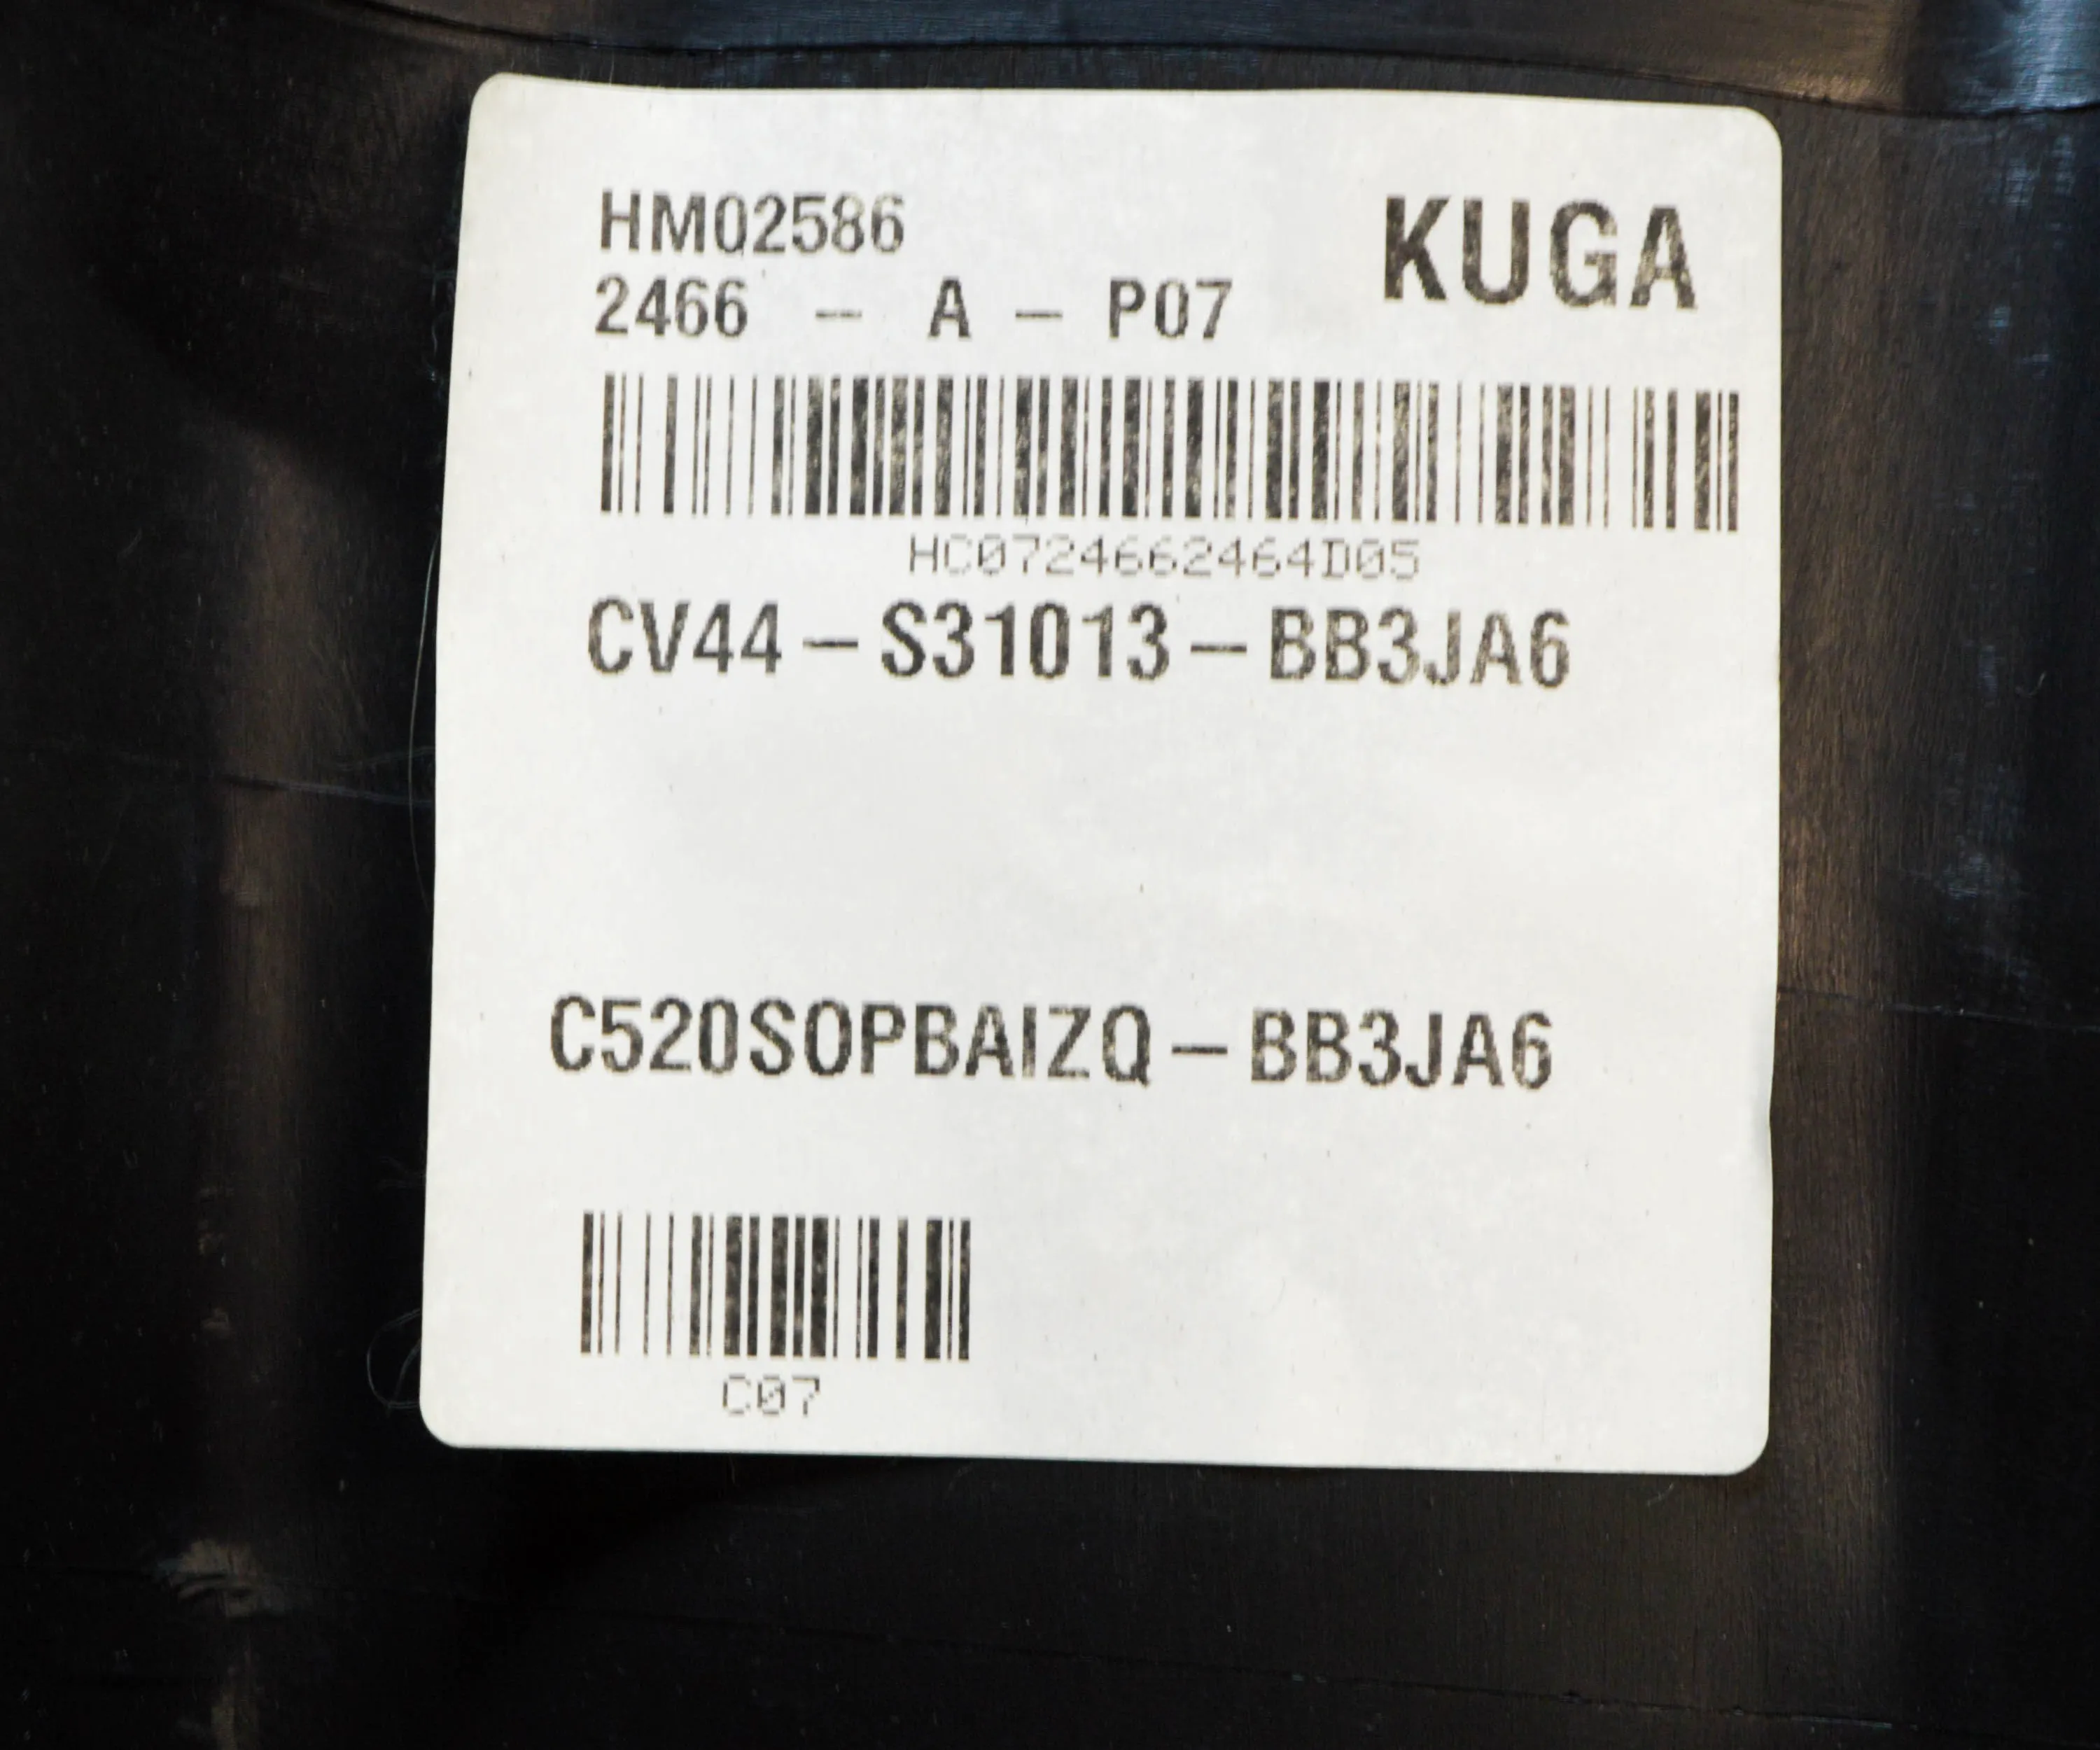 HM02586
KUGA
2466 - A - P07
HC0724662464D05
CV44-S31013-BB3JA6
C520SOPBAIZQ-BB3JA6
C07